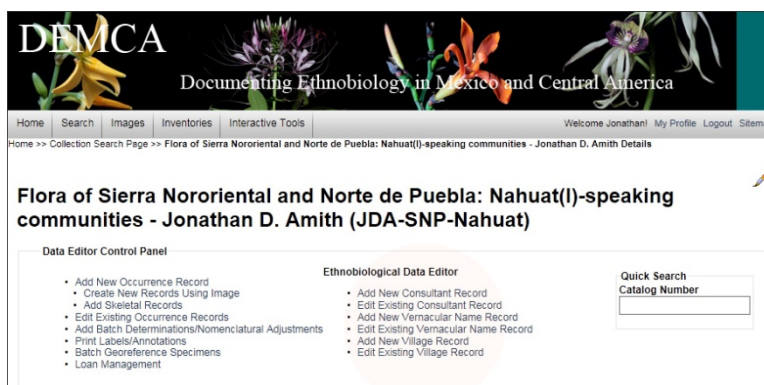 DEMCA
Documenting Ethnobiology in Mexico and Central America
Home Search Images Inventories Interactive Tools Welcome Jonathan! My Profile Logout Sitem
Home >> Collection Search Page >> Flora of Sierra Nororiental and Norte de Puebla: Nahuat(l)-speaking communities - Jonathan D. Amith Details
Flora of Sierra Nororiental and Norte de Puebla: Nahuat(l)-speaking
communities - Jonathan D. Amith (JDA-SNP-Nahuat)
Data Editor Control Panel
• Add New Occurrence Record
• Create New Records Using Image
• Add Skeletal Records
• Edit Existing Occurrence Records
• Add Batch Determinations/Nomenclatural Adjustments
• Print Labels/Annotations
• Batch Georeference Specimens
• Loan Management
Ethnobiological Data Editor
• Add New Consultant Record
• Edit Existing Consultant Record
• Add New Vernacular Name Record
• Edit Existing Vernacular Name Record
• Add New Village Record
• Edit Existing Village Record
Quick Search
Catalog Number